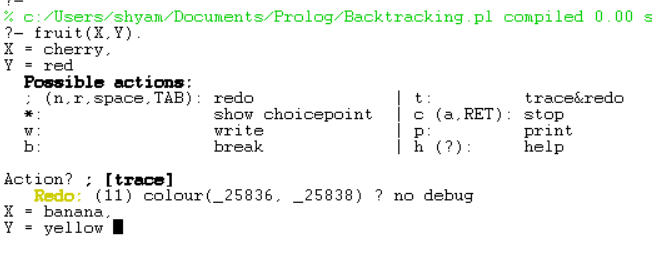 ?-
% c:/Users/shyam/Documents/Prolog/Backtracking.pl compiled 0.00 s
?- fruit(X,Y).
X = cherry,
Y = red
Possible actions:
; (n,r,space,TAB): redo | t: trace&redo
*: show choicepoint | c (a,RET): stop
w: write | p: print
b: break | h (?): help
Action? ; [trace]
Redo: (11) colour(_25836, _25838) ? no debug
X = banana,
Y = yellow